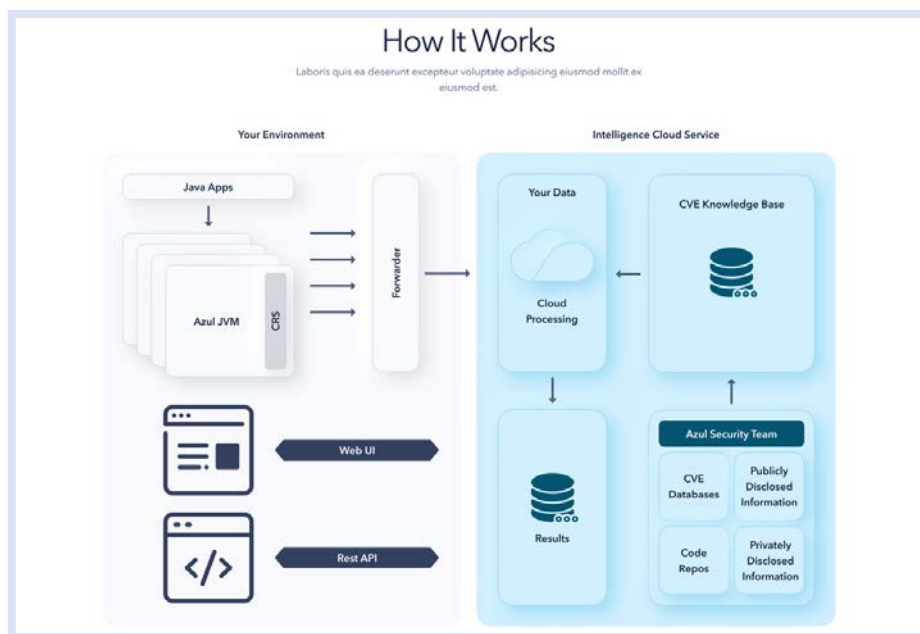 How It Works
Laboris quis ea deserunt excepteur voluptate adipisicing eiusmod mollit ex
eiusmod est.
Your Environment
Java Apps
Azul JVM
CRS
Forwarder
Web UI
Rest API
Intelligence Cloud Service
Your Data
Cloud
Processing
CVE Knowledge Base
Results
Azul Security Team
CVE
Databases
Publicly
Disclosed
Information
Code
Repos
Privately
Disclosed
Information